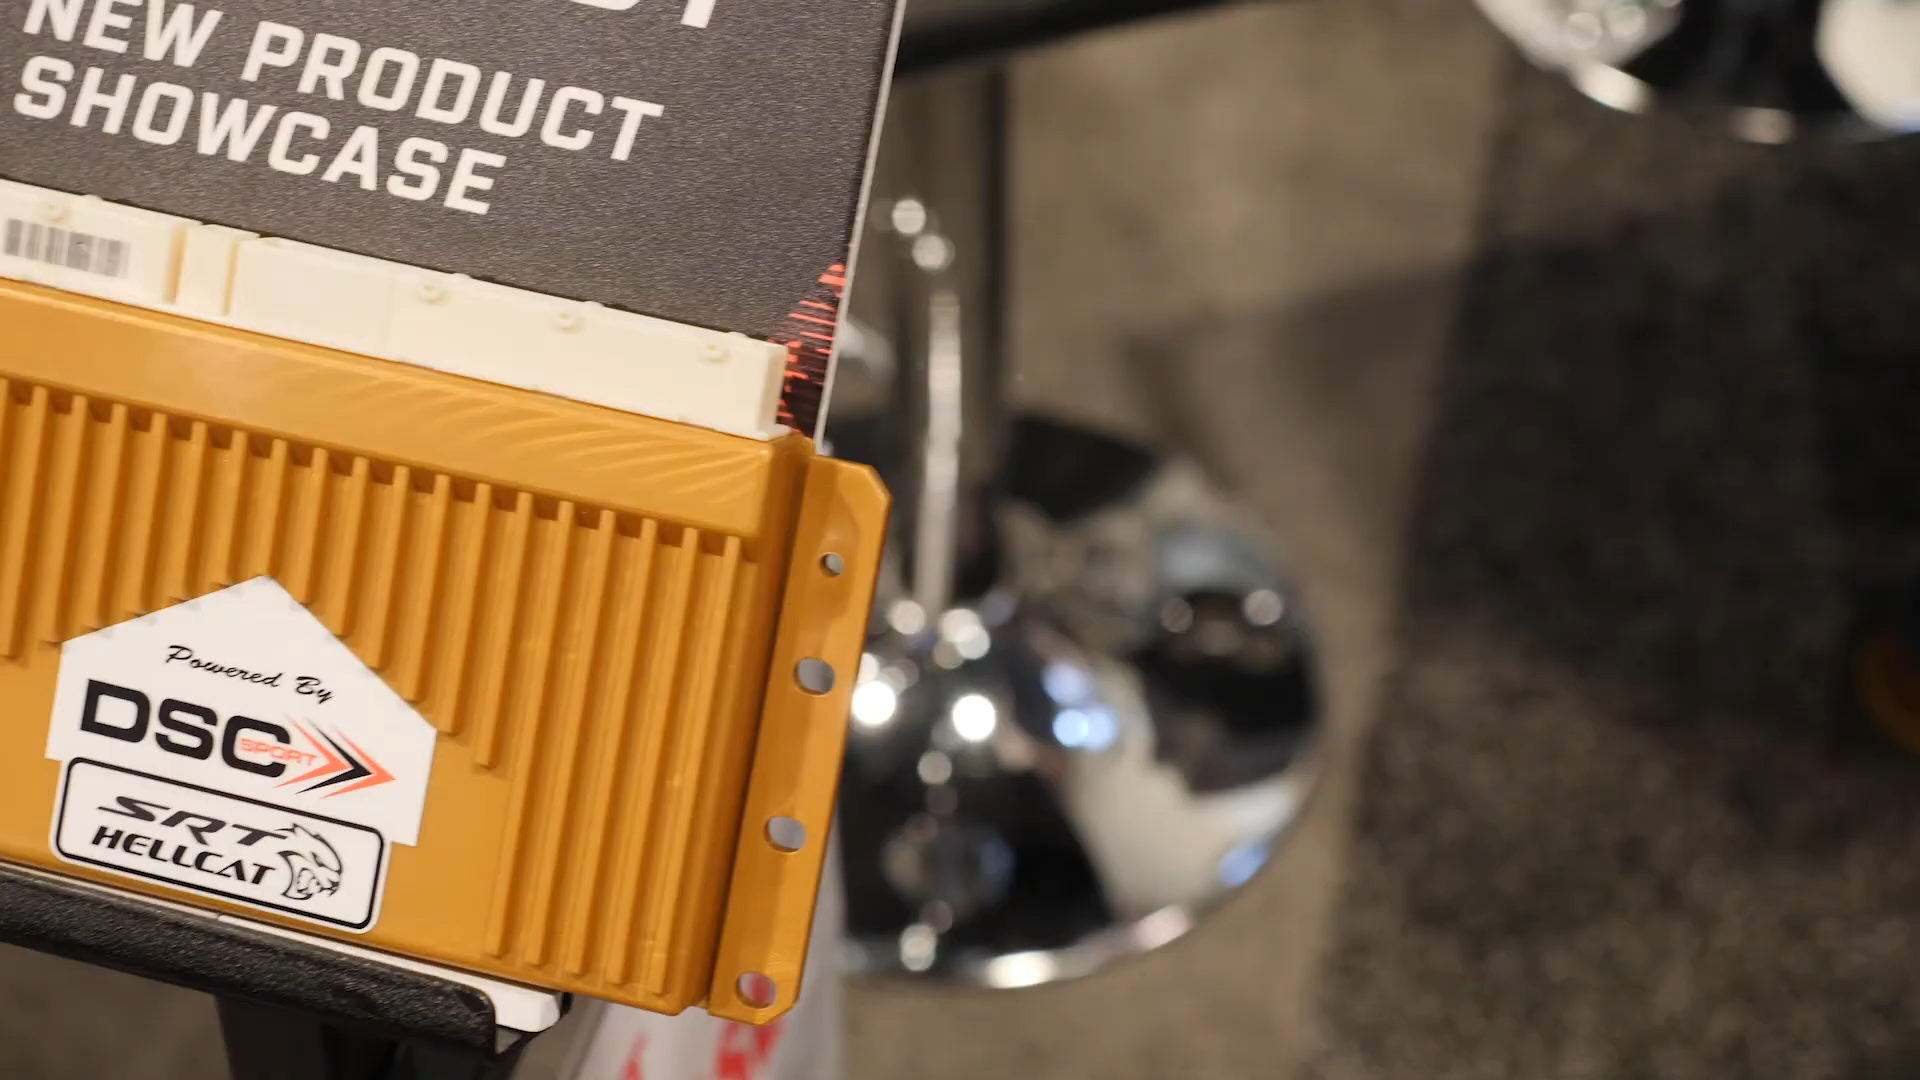 NEW PRODUCT
SHOWCASE
Powered By
DSC SPORT
SRT
HELLCAT